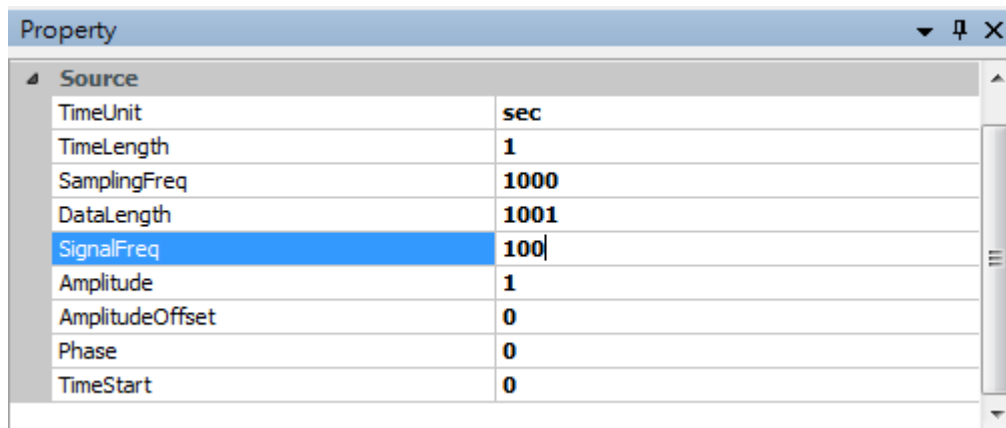 Property
Source
TimeUnit sec
TimeLength 1
SamplingFreq 1000
DataLength 1001
SignalFreq 100
Amplitude 1
AmplitudeOffset 0
Phase 0
TimeStart 0